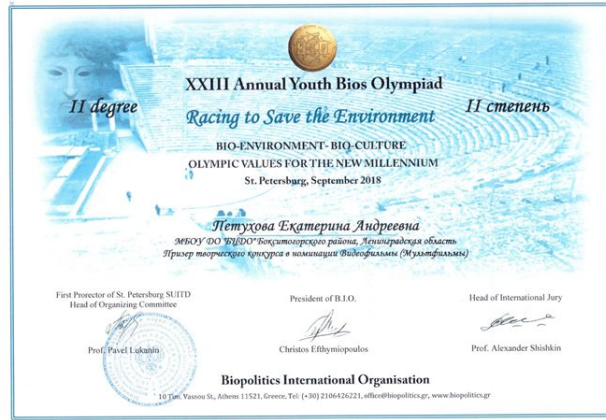 XXIII Annual Youth Bios Olympiad
II degree
Racing to Save the Environment
II степень
BIO-ENVIRONMENT- BIO-CULTURE
OLYMPIC VALUES FOR THE NEW MILLENNIUM
St. Petersburg, September 2018
Петухова Екатерина Андреевна
МБОУ ДО "БЦДО" Бокситогорского района, Ленинградская область
Призер творческого конкурса в номинации Видеофильмы (Мультфильмы)
First Prorector of St. Petersburg SUITD
Head of Organizing Committee
President of B.I.O.
Head of International Jury
Prof. Pavel Lukanin
Christos Efthymiopoulos
Prof. Alexander Shishkin
Biopolitics International Organisation
10 Tim. Vassou St., Athens 11521, Greece, Tel: (+30) 2106426221, office@biopolitics.gr, www.biopolitics.gr